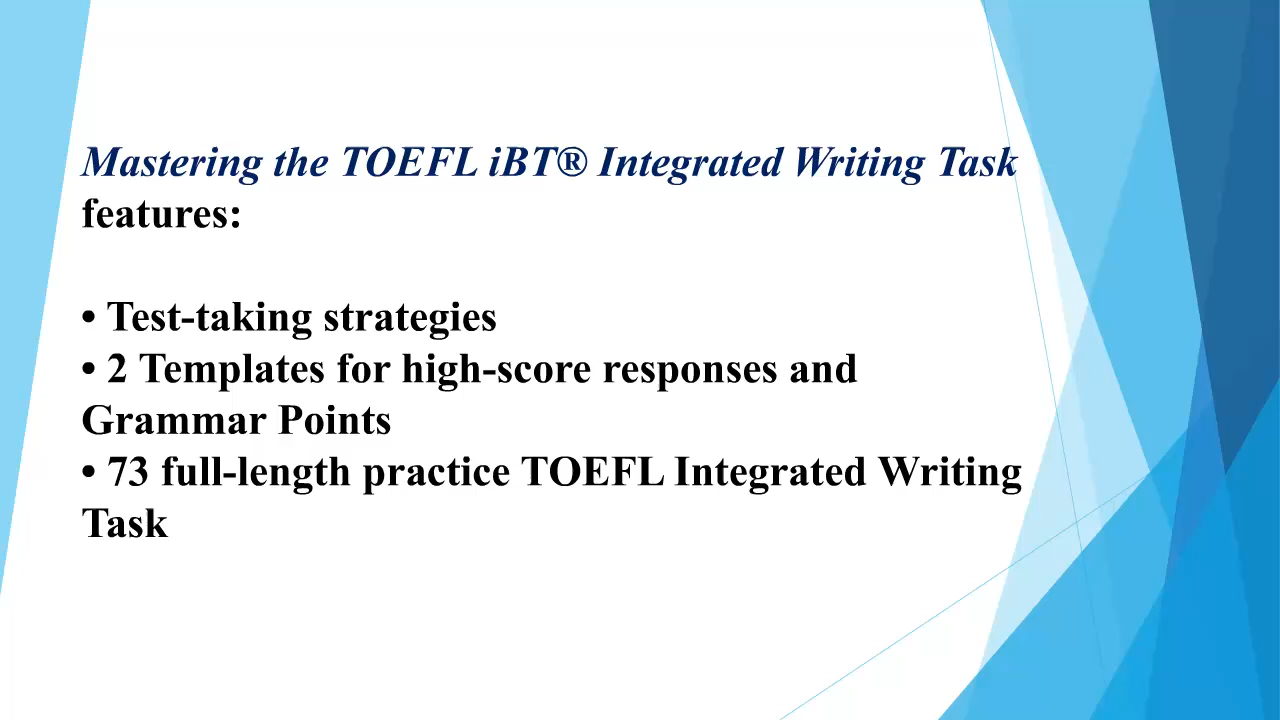 Mastering the TOEFL iBT® Integrated Writing Task
features:
• Test-taking strategies
• 2 Templates for high-score responses and
Grammar Points
• 73 full-length practice TOEFL Integrated Writing
Task